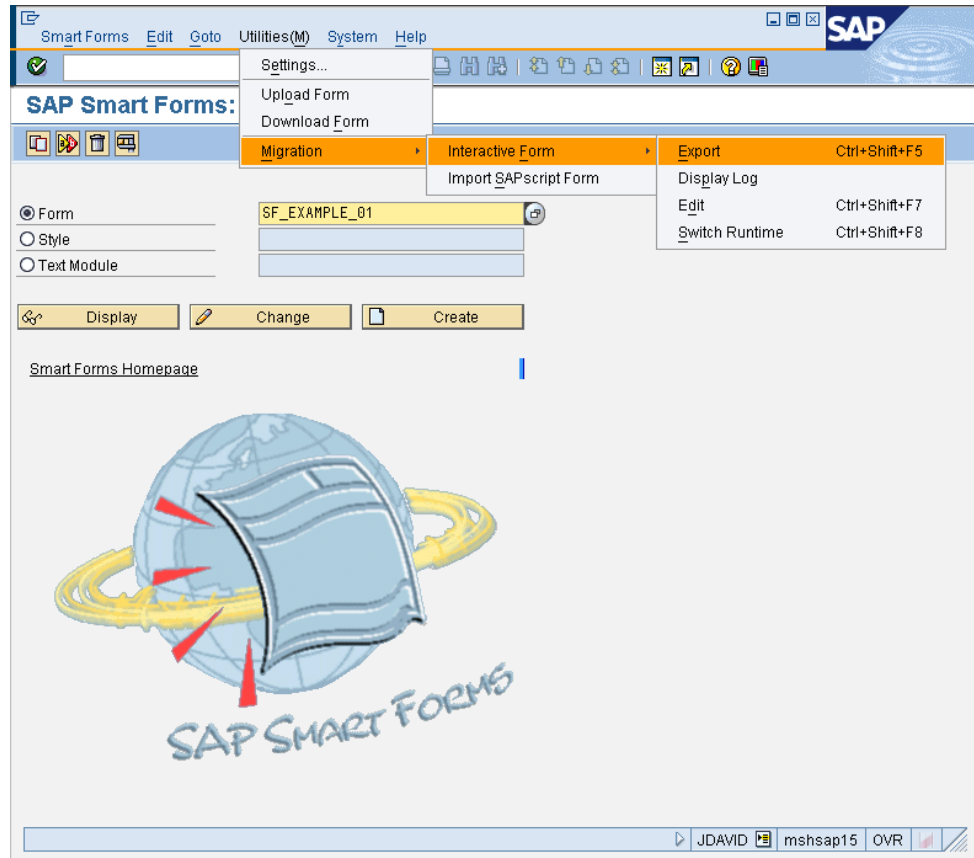 Smart Forms Edit Goto Utilities(M) System Help
SAP
Settings...
SAP Smart Forms:
Upload Form
Download Form
Migration Interactive Form Export Ctrl+Shift+F5
Import SAPscript Form Display Log
Form SF_EXAMPLE_01 Edit Ctrl+Shift+F7
Style Switch Runtime Ctrl+Shift+F8
Text Module
Display Change Create
Smart Forms Homepage
SAP SMART FORMS
JDAVID mshsap15 OVR